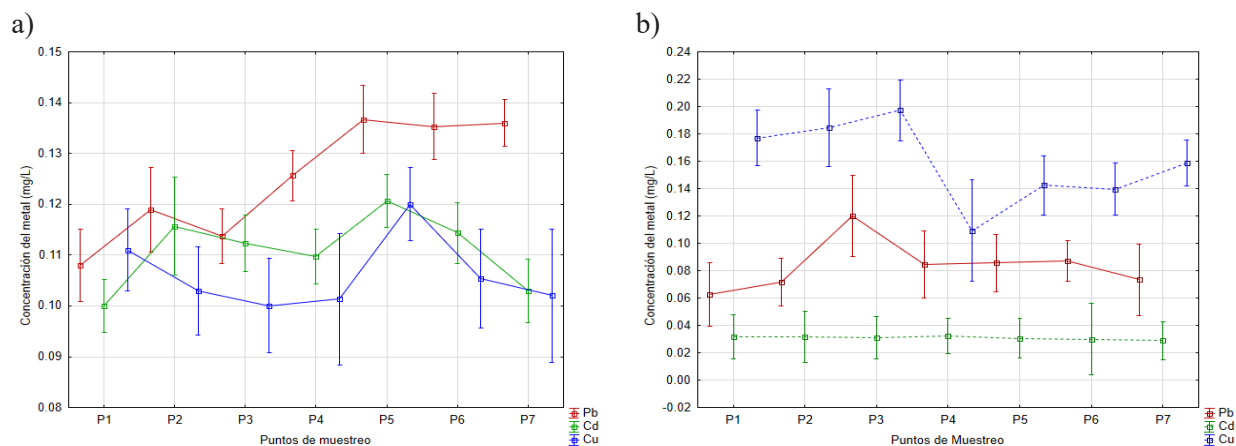 a)
0.15
0.14
0.13
0.12
0.11
0.10
0.09
0.08
Concentración del metal (mg/L)
P1 P2 P3 P4 P5 P6 P7
Puntos de muestreo
Pb
Cd
Cu
b)
0.24
0.22
0.20
0.18
0.16
0.14
0.12
0.10
0.08
0.06
0.04
0.02
0.00
-0.02
Concentración del metal (mg/L)
P1 P2 P3 P4 P5 P6 P7
Puntos de Muestreo
Pb
Cd
Cu